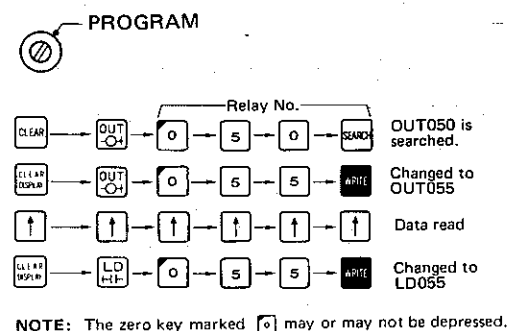 PROGRAM
Relay No.
CLEAR OUT 0 5 0 SEARCH OUT050 is searched.
CLEAR DISPLAY OUT 0 5 5 WRITE Changed to OUT055
↑ ↑ ↑ ↑ ↑ ↑ Data read
CLEAR DISPLAY LD 0 5 5 WRITE Changed to LD055
NOTE: The zero key marked 0 may or may not be depressed.